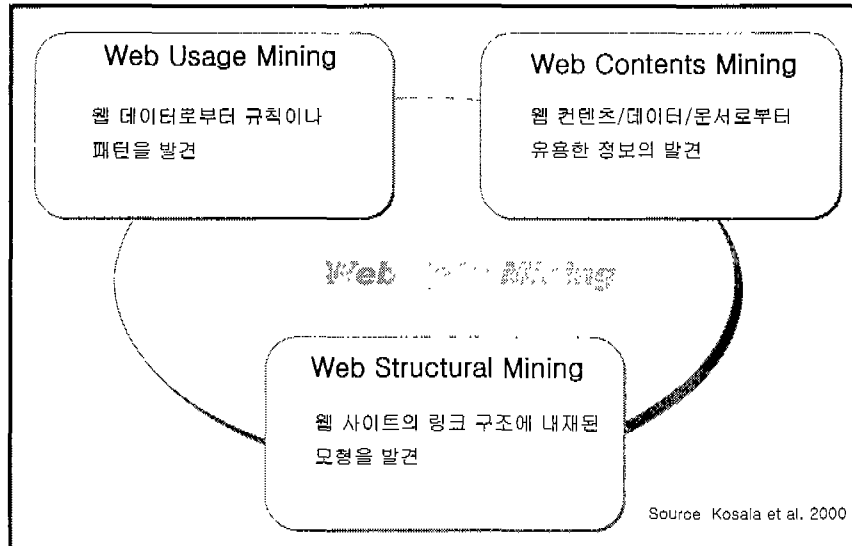 Web Usage Mining
웹 데이터로부터 규칙이나
패턴을 발견
Web Contents Mining
웹 컨텐츠/데이터/문서로부터
유용한 정보의 발견
Web Mining
Web Structural Mining
웹 사이트의 링크 구조에 내재된
모형을 발견
Source Kosala et al. 2000